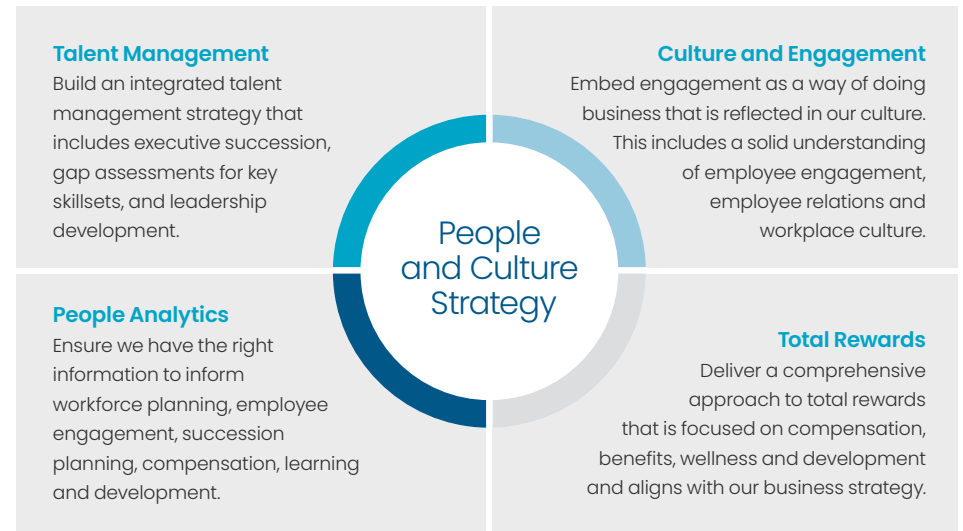 Talent Management
Build an integrated talent
management strategy that
includes executive succession,
gap assessments for key
skillsets, and leadership
development.
Culture and Engagement
Embed engagement as a way of doing
business that is reflected in our culture.
This includes a solid understanding
of employee engagement,
employee relations and
workplace culture.
People
and Culture
Strategy
People Analytics
Ensure we have the right
information to inform
workforce planning, employee
engagement, succession
planning, compensation, learning
and development.
Total Rewards
Deliver a comprehensive
approach to total rewards
that is focused on compensation,
benefits, wellness and development
and aligns with our business strategy.